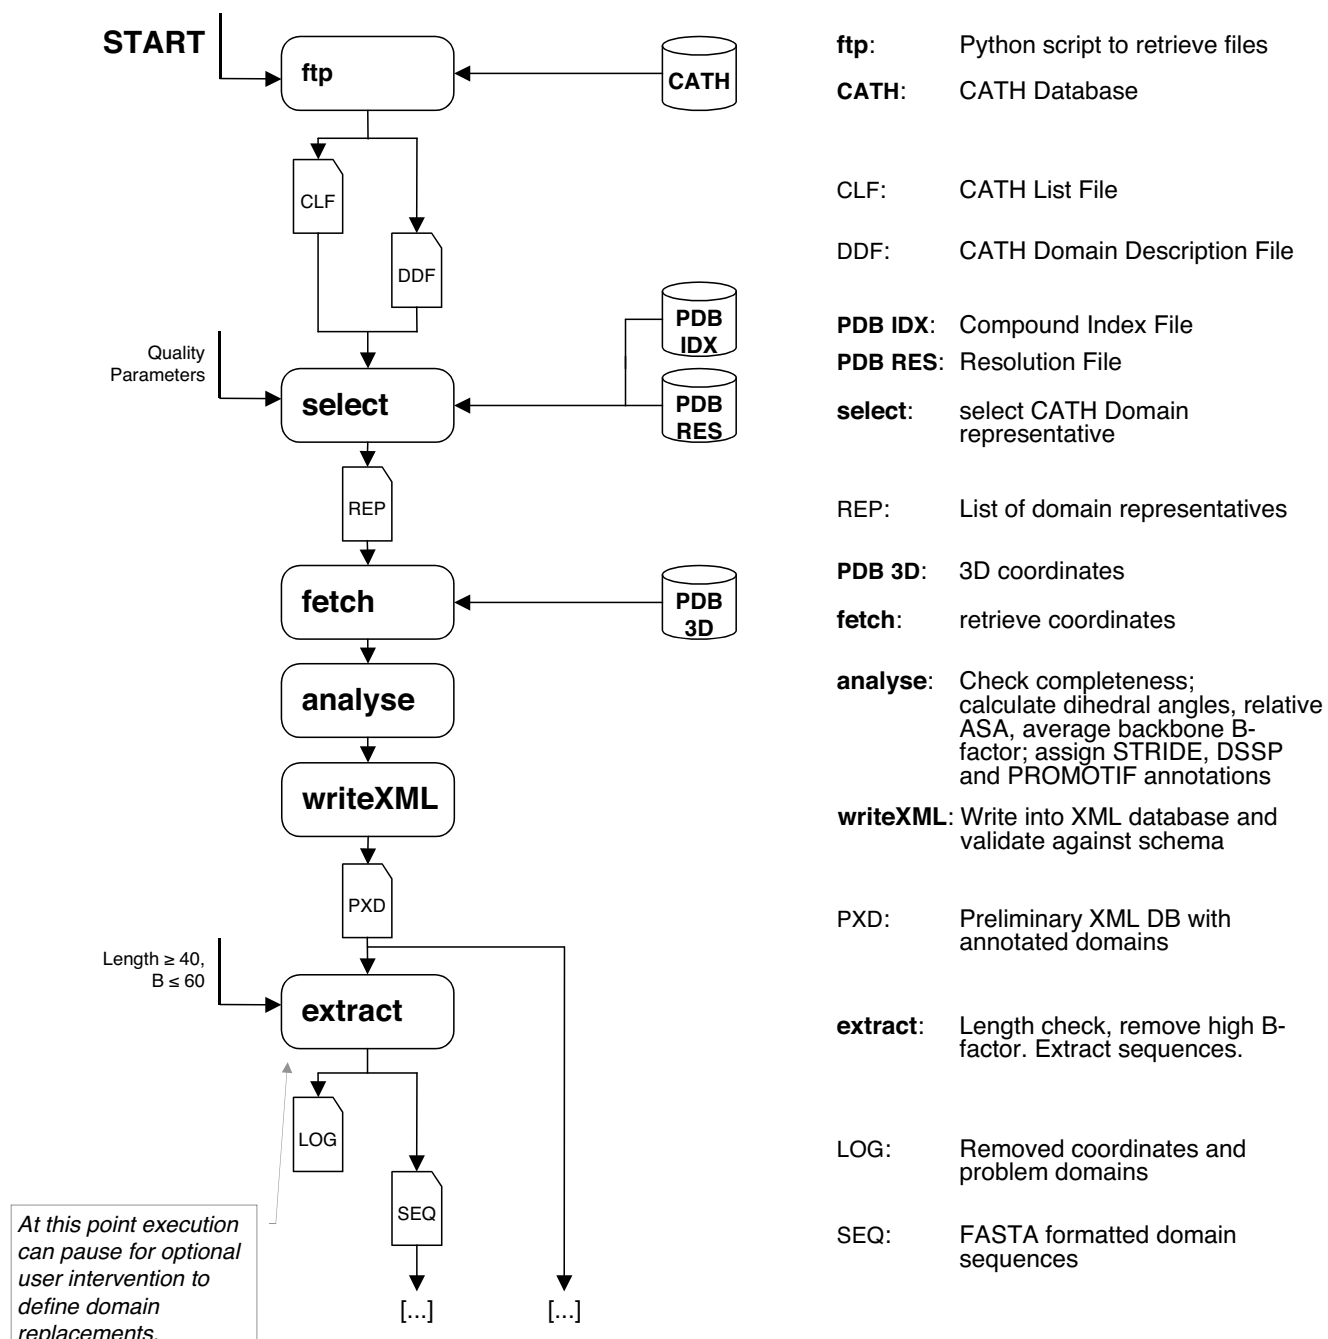 START
ftp
CATH
CLF
DDF
PDB
IDX
Quality
Parameters
select
PDB
RES
REP
fetch
PDB
3D
analyse
writeXML
PXD
Length ≥ 40,
B ≤ 60
extract
LOG
SEQ
At this point execution
can pause for optional
user intervention to
define domain
replacements.
[...]
[...]
ftp: Python script to retrieve files
CATH: CATH Database
CLF: CATH List File
DDF: CATH Domain Description File
PDB IDX: Compound Index File
PDB RES: Resolution File
select: select CATH Domain
representative
REP: List of domain representatives
PDB 3D: 3D coordinates
fetch: retrieve coordinates
analyse: Check completeness;
calculate dihedral angles, relative
ASA, average backbone B-
factor; assign STRIDE, DSSP
and PROMOTIF annotations
writeXML: Write into XML database and
validate against schema
PXD: Preliminary XML DB with
annotated domains
extract: Length check, remove high B-
factor. Extract sequences.
LOG: Removed coordinates and
problem domains
SEQ: FASTA formatted domain
sequences